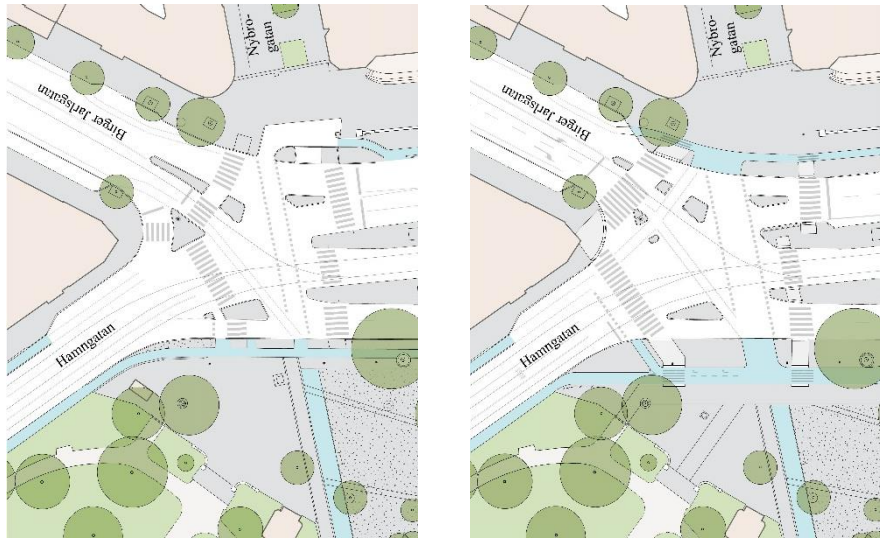 Nybro-
gatan
Birger Jarlsgatan
Hamngatan
Nybro-
gatan
Birger Jarlsgatan
Hamngatan